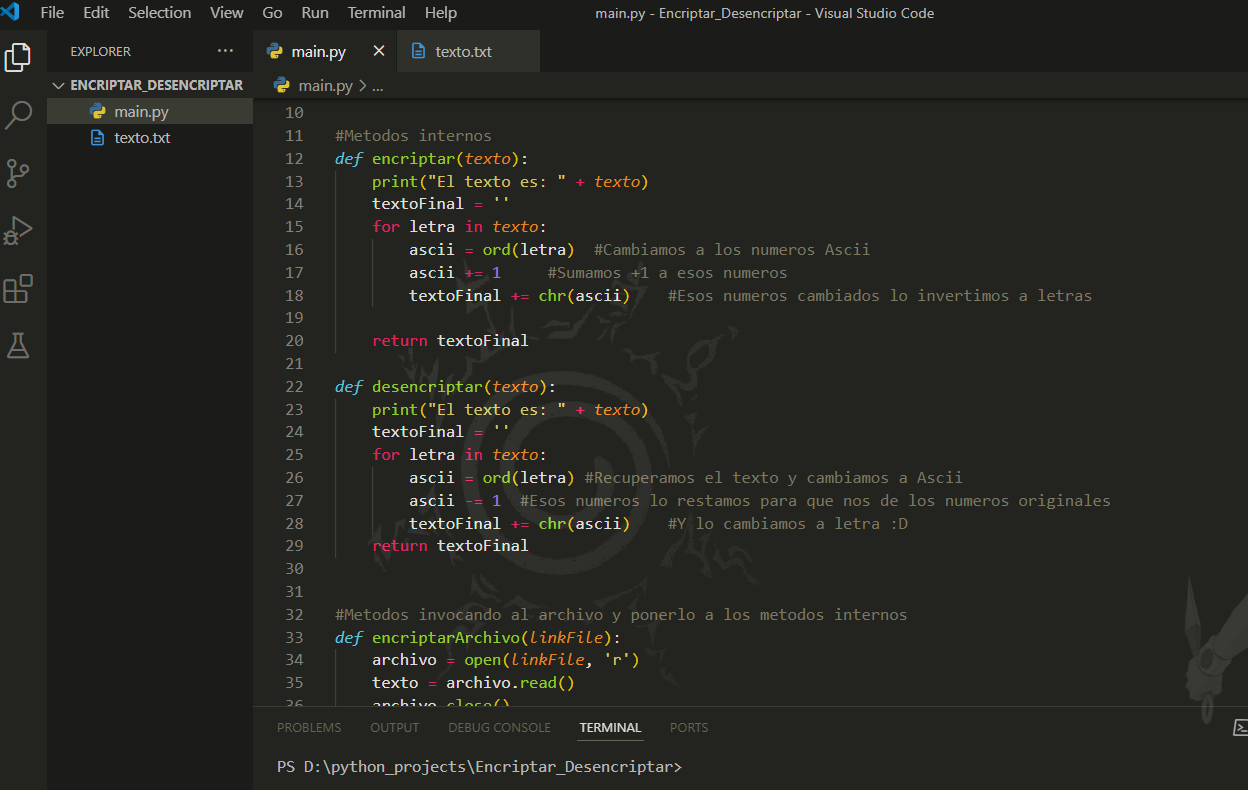 File Edit Selection View Go Run Terminal Help main.py - Encriptar_Desencriptar - Visual Studio Code
EXPLORER ... main.py texto.txt
ENCRIPTAR_DESENCRIPTAR main.py > ...
main.py
texto.txt
10
11 #Metodos internos
12 def encriptar(texto):
13 print("El texto es: " + texto)
14 textoFinal = ''
15 for letra in texto:
16 ascii = ord(letra) #Cambiamos a los numeros Ascii
17 ascii += 1 #Sumamos +1 a esos numeros
18 textoFinal += chr(ascii) #Esos numeros cambiados lo invertimos a letras
19
20 return textoFinal
21
22 def desencriptar(texto):
23 print("El texto es: " + texto)
24 textoFinal = ''
25 for letra in texto:
26 ascii = ord(letra) #Recuperamos el texto y cambiamos a Ascii
27 ascii -= 1 #Esos numeros lo restamos para que nos de los numeros originales
28 textoFinal += chr(ascii) #Y lo cambiamos a letra :D
29 return textoFinal
30
31
32 #Metodos invocando al archivo y ponerlo a los metodos internos
33 def encriptarArchivo(linkFile):
34 archivo = open(linkFile, 'r')
35 texto = archivo.read()
36 archivo.close()
PROBLEMS OUTPUT DEBUG CONSOLE TERMINAL PORTS
PS D:\python_projects\Encriptar_Desencriptar>